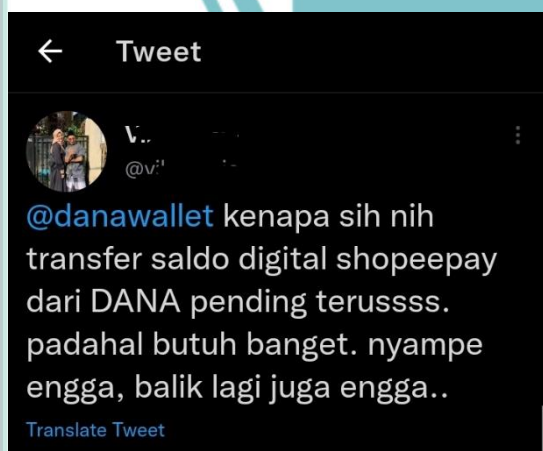 Tweet
@danawallet kenapa sih nih
transfer saldo digital shopeepay
dari DANA pending terussss.
padahal butuh banget. nyampe
engga, balik lagi juga engga..
Translate Tweet